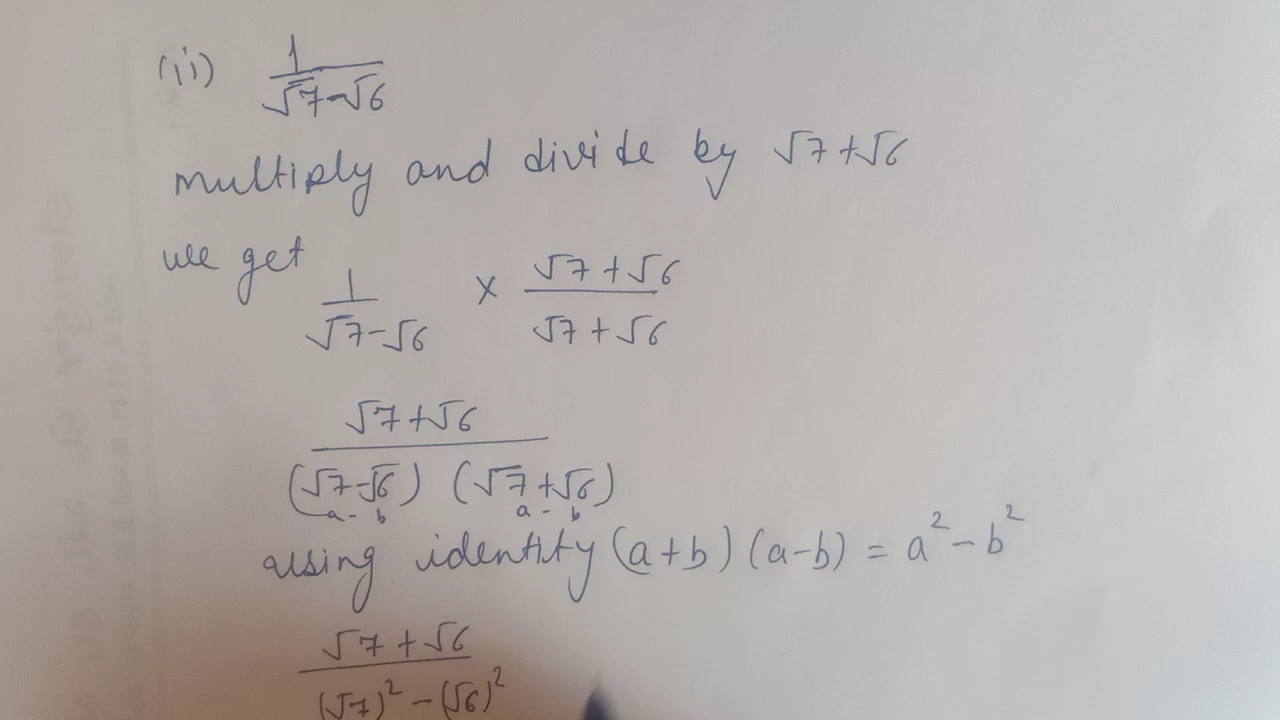 (ii) 1
√7-√6
multiply and divide by √7+√6
we get
1 × √7+√6
√7-√6 √7+√6
√7+√6
(√7-√6) (√7+√6)
a - b a - b
using identity (a+b) (a-b) = a² - b²
√7+√6
(√7)² - (√6)²